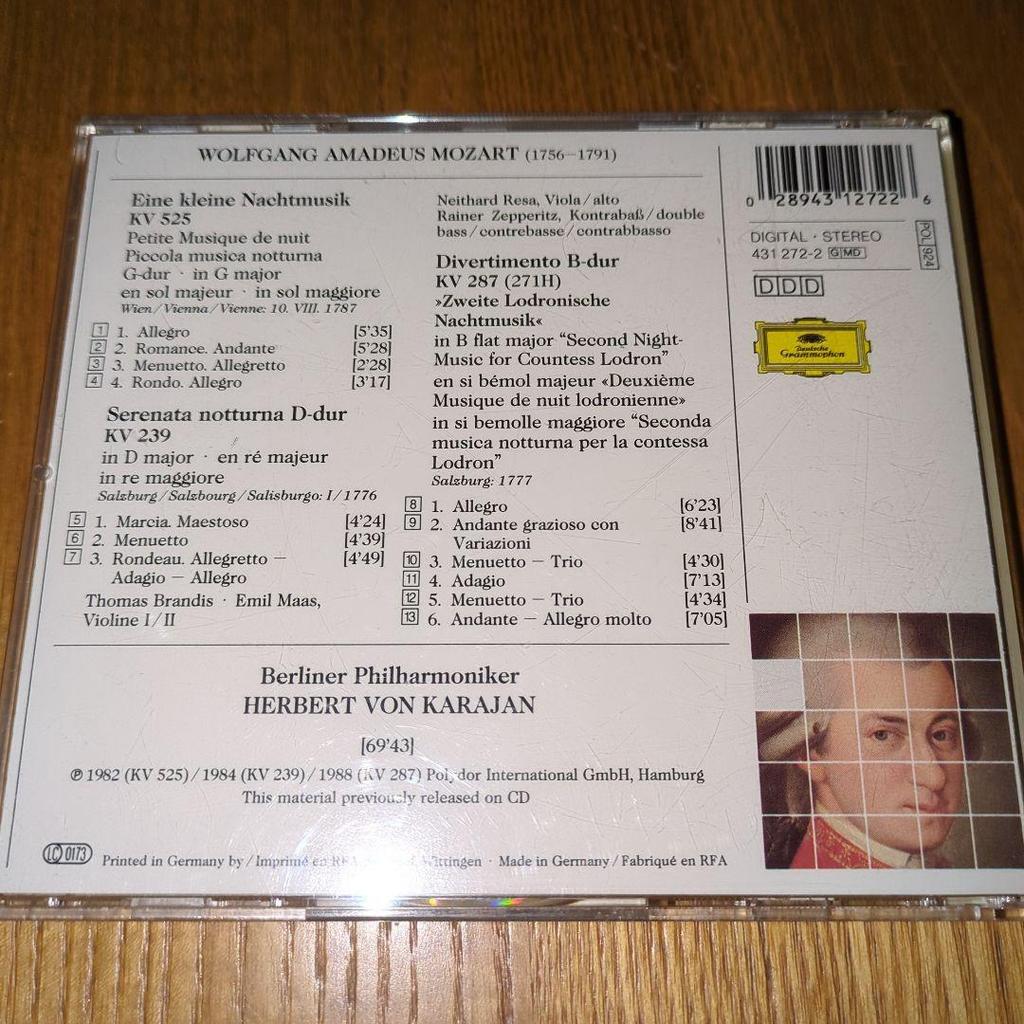 WOLFGANG AMADEUS MOZART (1756–1791)
Eine kleine Nachtmusik
KV 525
Petite Musique de nuit
Piccola musica notturna
G-dur · in G major
en sol majeur · in sol maggiore
Wien/Vienna/Vienne: 10. VIII. 1787
1 1. Allegro [5’35]
2 2. Romance. Andante [5’28]
3 3. Menuetto. Allegretto [2’28]
4 4. Rondo. Allegro [3’17]
Serenata notturna D-dur
KV 239
in D major · en ré majeur
in re maggiore
Salzburg/Salzbourg/Salisburgo: I/1776
5 1. Marcia. Maestoso [4’24]
6 2. Menuetto [4’39]
7 3. Rondeau. Allegretto – [4’49]
Adagio – Allegro
Thomas Brandis · Emil Maas,
Violine I/II
Neithard Resa, Viola/alto
Rainer Zepperitz, Kontrabaß/double
bass/contrebasse/contrabbasso
Divertimento B-dur
KV 287 (271H)
»Zweite Lodronische
Nachtmusik«
in B flat major “Second Night-
Music for Countess Lodron”
en si bémol majeur «Deuxième
Musique de nuit lodronienne»
in si bemolle maggiore “Seconda
musica notturna per la contessa
Lodron”
Salzburg: 1777
8 1. Allegro [6’23]
9 2. Andante grazioso con [8’41]
Variazioni
10 3. Menuetto – Trio [4’30]
11 4. Adagio [7’13]
12 5. Menuetto – Trio [4’34]
13 6. Andante – Allegro molto [7’05]
Berliner Philharmoniker
HERBERT VON KARAJAN
[69’43]
℗ 1982 (KV 525)/1984 (KV 239)/1988 (KV 287) Polydor International GmbH, Hamburg
This material previously released on CD
LC 0173
Printed in Germany by/Imprimé en RFA Wittingen · Made in Germany/Fabriqué en RFA
0 28943 12722 6
DIGITAL · STEREO
431 272-2 G MD
POL 924
DDD
Deutsche
Grammophon